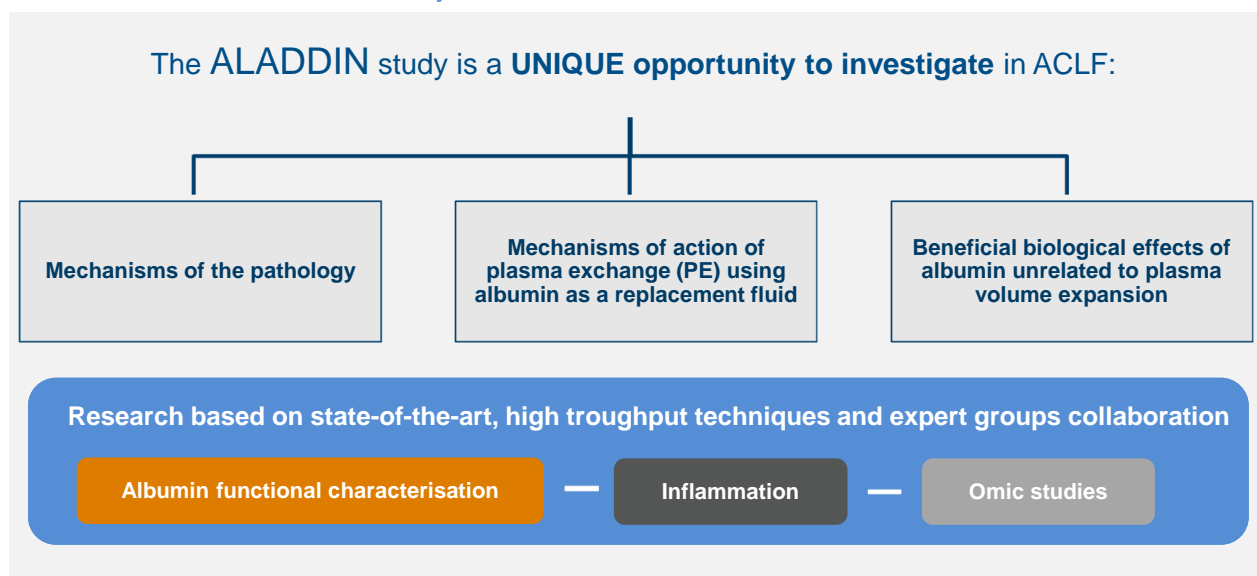 The ALADDIN study is a UNIQUE opportunity to investigate in ACLF:
Mechanisms of the pathology
Mechanisms of action of
plasma exchange (PE) using
albumin as a replacement fluid
Beneficial biological effects of
albumin unrelated to plasma
volume expansion
Research based on state-of-the-art, high troughput techniques and expert groups collaboration
Albumin functional characterisation
Inflammation
Omic studies